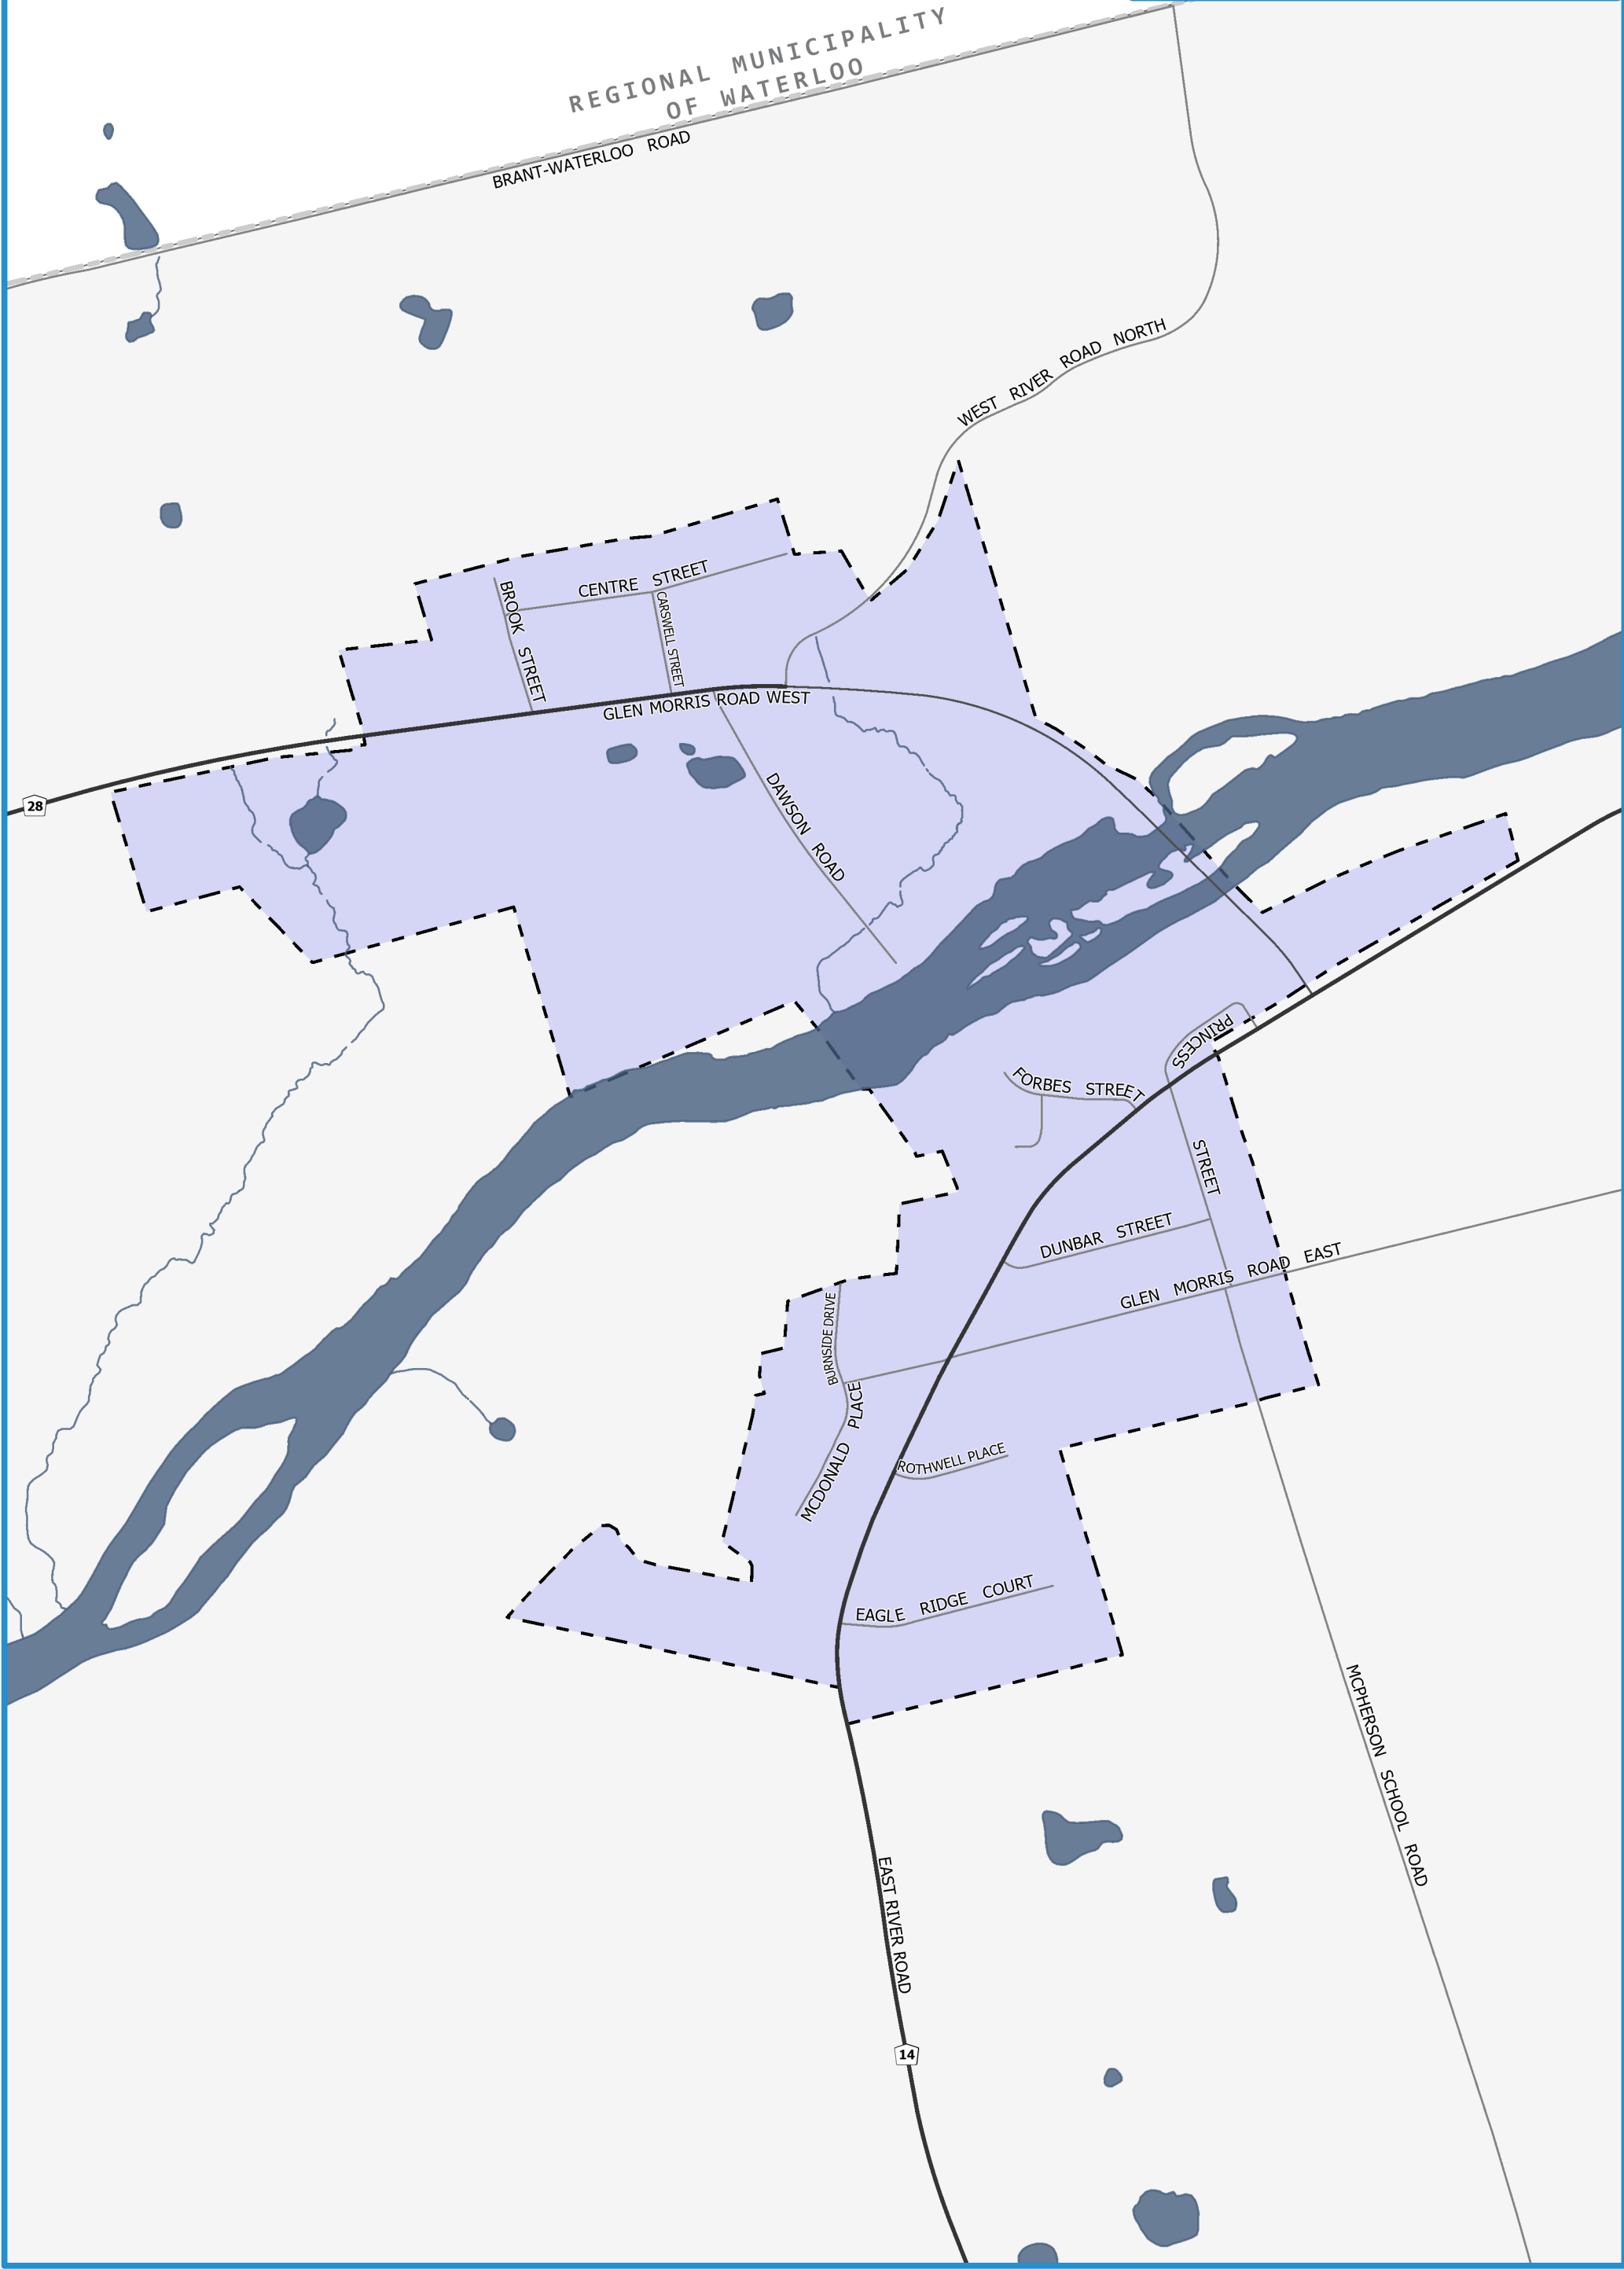 REGIONAL MUNICIPALITY
OF WATERLOO
BRANT-WATERLOO ROAD
WEST RIVER ROAD NORTH
CENTRE STREET
BROOK STREET
CARSWELL STREET
GLEN MORRIS ROAD WEST
28
DAWSON ROAD
PRINCESS STREET
FORBES STREET
DUNBAR STREET
GLEN MORRIS ROAD EAST
BURNSIDE DRIVE
MCDONALD PLACE
ROTHWELL PLACE
EAGLE RIDGE COURT
MCPHERSON SCHOOL ROAD
EAST RIVER ROAD
14